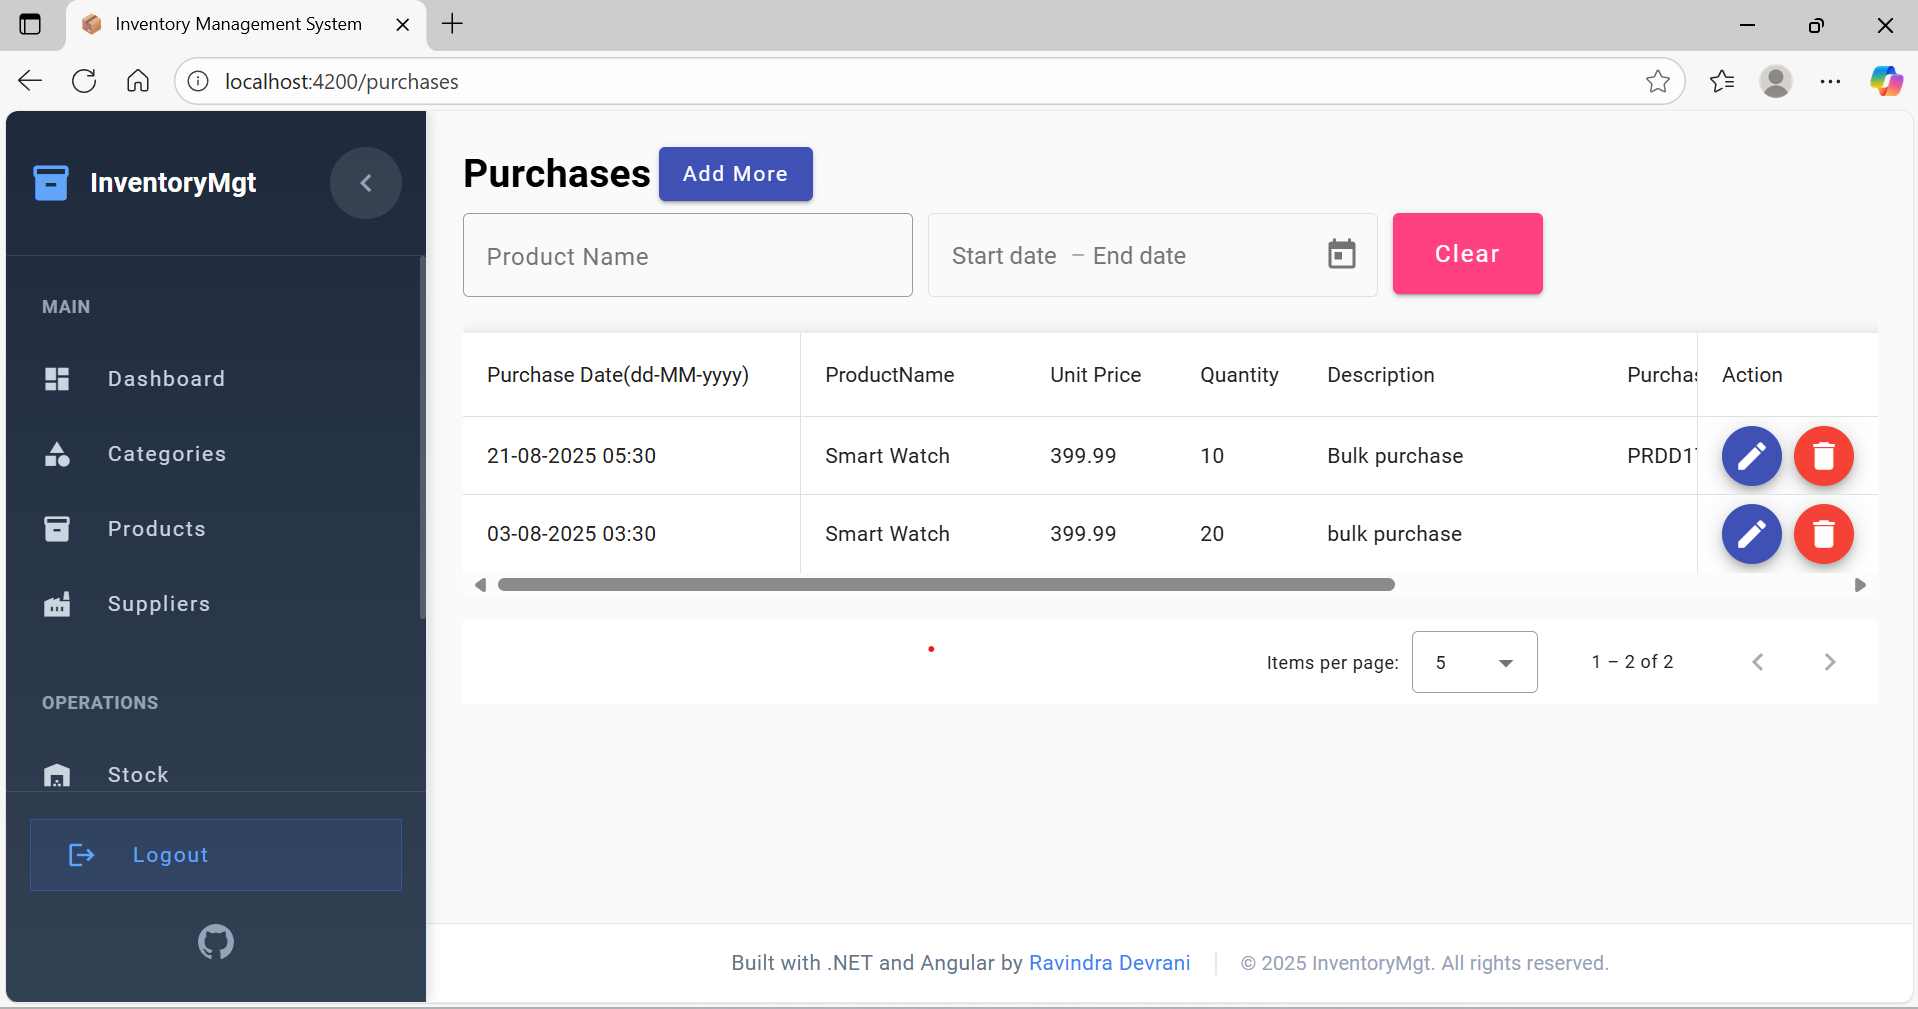 Inventory Management System
localhost:4200/purchases
InventoryMgt
MAIN
Dashboard
Categories
Products
Suppliers
OPERATIONS
Stock
Logout
Purchases Add More
Product Name Start date – End date Clear
Purchase Date(dd-MM-yyyy) ProductName Unit Price Quantity Description Purchas Action
21-08-2025 05:30 Smart Watch 399.99 10 Bulk purchase PRDD1
03-08-2025 03:30 Smart Watch 399.99 20 bulk purchase
Items per page: 5 1 – 2 of 2
Built with .NET and Angular by Ravindra Devrani © 2025 InventoryMgt. All rights reserved.